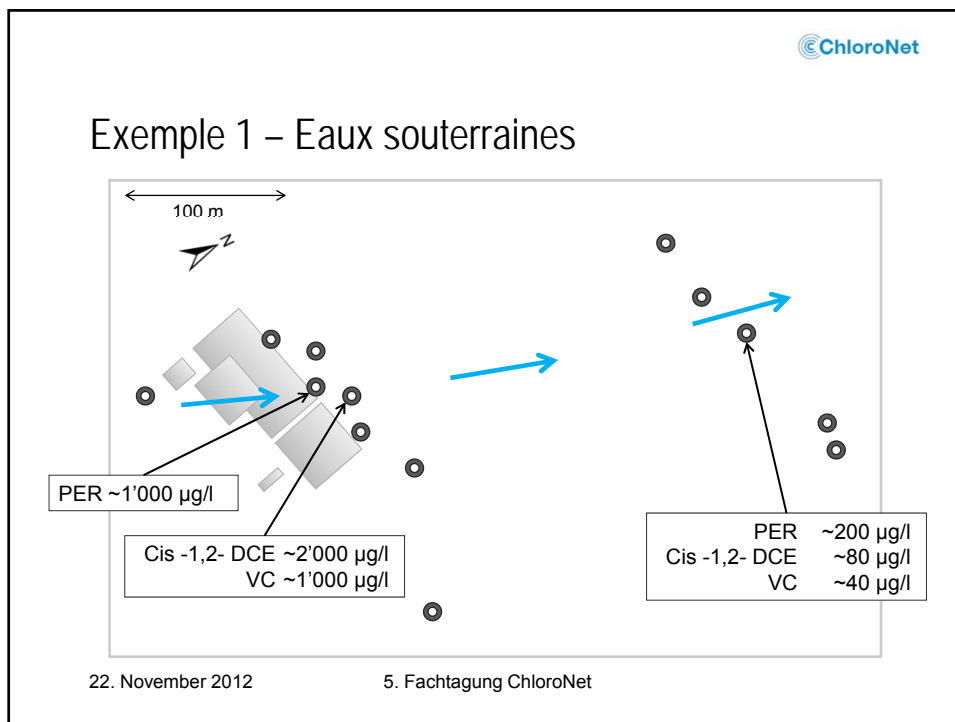 ChloroNet
Exemple 1 – Eaux souterraines
100 m
N
PER ~1'000 µg/l
Cis -1,2- DCE ~2'000 µg/l
VC ~1'000 µg/l
PER ~200 µg/l
Cis -1,2- DCE ~80 µg/l
VC ~40 µg/l
22. November 2012
5. Fachtagung ChloroNet